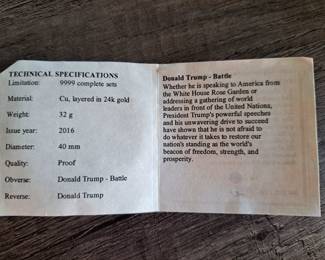 TECHNICAL SPECIFICATIONS
Limitation: 9999 complete sets
Material: Cu, layered in 24k gold
Weight: 32 g
Issue year: 2016
Diameter: 40 mm
Quality: Proof
Obverse: Donald Trump - Battle
Reverse: Donald Trump
Donald Trump - Battle
Whether he is speaking to America from
the White House Rose Garden or
addressing a gathering of world
leaders in front of the United Nations,
President Trump's powerful speeches
and his unwavering drive to succeed
have shown that he is not afraid to
do whatever it takes to restore our
nation's standing as the world's
beacon of freedom, strength, and
prosperity.